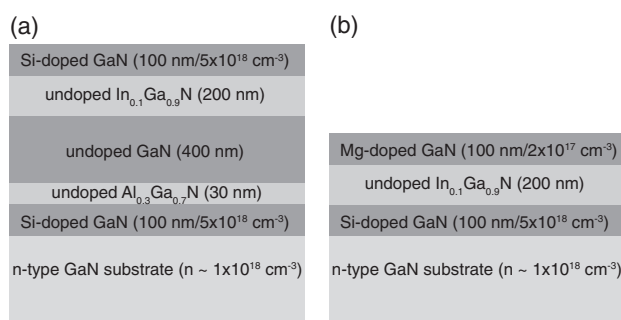 (a)
Si-doped GaN (100 nm/5x10¹⁸ cm⁻³)
undoped In₀.₁Ga₀.₉N (200 nm)
undoped GaN (400 nm)
undoped Al₀.₃Ga₀.₇N (30 nm)
Si-doped GaN (100 nm/5x10¹⁸ cm⁻³)
n-type GaN substrate (n ~ 1x10¹⁸ cm⁻³)
(b)
Mg-doped GaN (100 nm/2x10¹⁷ cm⁻³)
undoped In₀.₁Ga₀.₉N (200 nm)
Si-doped GaN (100 nm/5x10¹⁸ cm⁻³)
n-type GaN substrate (n ~ 1x10¹⁸ cm⁻³)